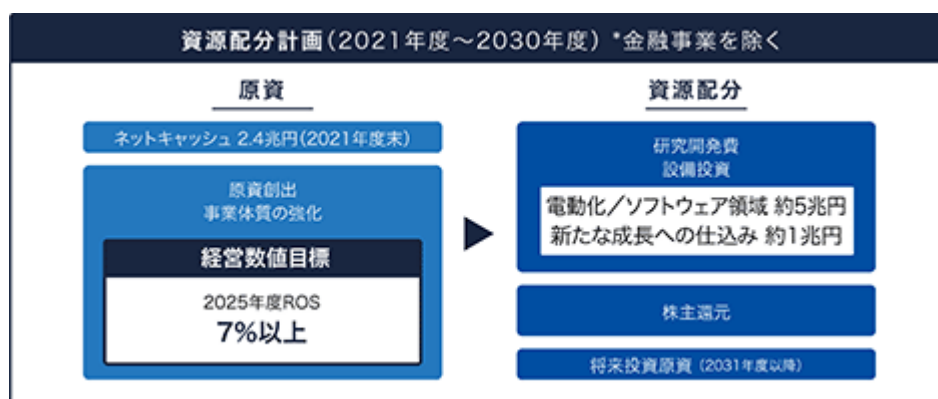 資源配分計画(2021年度～2030年度) *金融事業を除く
原資
ネットキャッシュ 2.4兆円(2021年度末)
原資創出
事業体質の強化
経営数値目標
2025年度ROS
7%以上
資源配分
研究開発費
設備投資
電動化／ソフトウェア領域 約5兆円
新たな成長への仕込み 約1兆円
株主還元
将来投資原資 (2031年度以降)